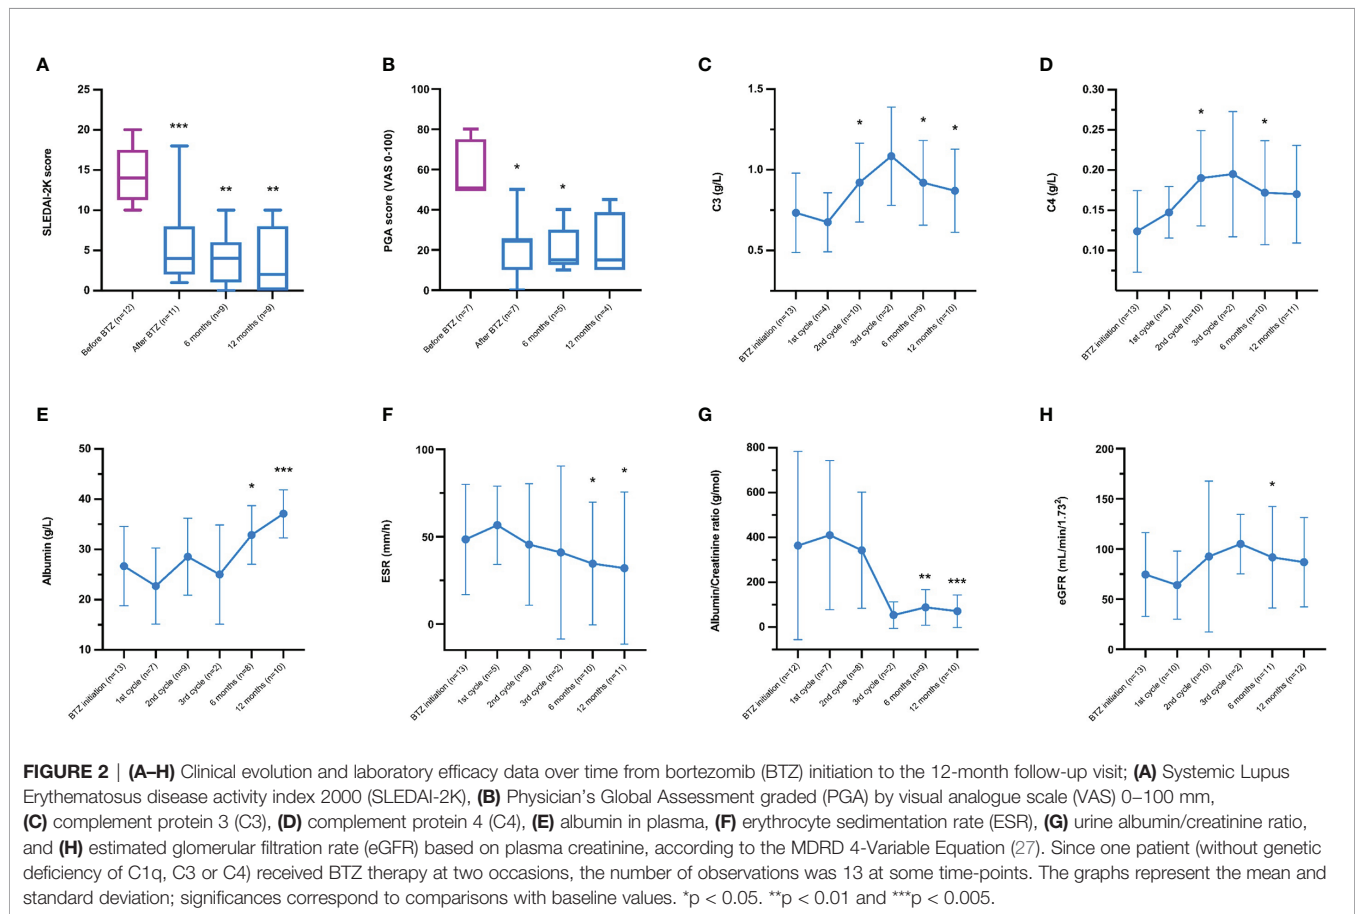 A
SLEDAI-2K score
25
20
15
10
5
0
***
**
**
Before BTZ (n=12)
After BTZ (n=11)
6 months (n=9)
12 months (n=9)
B
PGA score (VAS 0-100)
100
80
60
40
20
0
*
*
Before BTZ (n=7)
After BTZ (n=7)
6 months (n=5)
12 months (n=4)
C
C3 (g/L)
1.5
1.0
0.5
*
*
*
BTZ initiation (n=13)
1st cycle (n=4)
2nd cycle (n=10)
3rd cycle (n=2)
6 months (n=9)
12 months (n=10)
D
C4 (g/L)
0.30
0.25
0.20
0.15
0.10
*
*
BTZ initiation (n=13)
1st cycle (n=4)
2nd cycle (n=10)
3rd cycle (n=2)
6 months (n=10)
12 months (n=11)
E
Albumin (g/L)
50
40
30
20
10
*
***
BTZ initiation (n=13)
1st cycle (n=7)
2nd cycle (n=9)
3rd cycle (n=2)
6 months (n=8)
12 months (n=10)
F
ESR (mm/h)
100
50
0
*
*
BTZ initiation (n=13)
1st cycle (n=5)
2nd cycle (n=9)
3rd cycle (n=2)
6 months (n=10)
12 months (n=11)
G
Albumin/Creatinine ratio (g/mol)
800
600
400
200
0
**
***
BTZ initiation (n=12)
1st cycle (n=7)
2nd cycle (n=8)
3rd cycle (n=2)
6 months (n=9)
12 months (n=10)
H
eGFR (mL/min/1.73²)
200
150
100
50
0
*
BTZ initiation (n=13)
1st cycle (n=10)
2nd cycle (n=10)
3rd cycle (n=2)
6 months (n=11)
12 months (n=12)
FIGURE 2 | (A–H) Clinical evolution and laboratory efficacy data over time from bortezomib (BTZ) initiation to the 12-month follow-up visit; (A) Systemic Lupus
Erythematosus disease activity index 2000 (SLEDAI-2K), (B) Physician's Global Assessment graded (PGA) by visual analogue scale (VAS) 0–100 mm,
(C) complement protein 3 (C3), (D) complement protein 4 (C4), (E) albumin in plasma, (F) erythrocyte sedimentation rate (ESR), (G) urine albumin/creatinine ratio,
and (H) estimated glomerular filtration rate (eGFR) based on plasma creatinine, according to the MDRD 4-Variable Equation (27). Since one patient (without genetic
deficiency of C1q, C3 or C4) received BTZ therapy at two occasions, the number of observations was 13 at some time-points. The graphs represent the mean and
standard deviation; significances correspond to comparisons with baseline values. *p < 0.05. **p < 0.01 and ***p < 0.005.